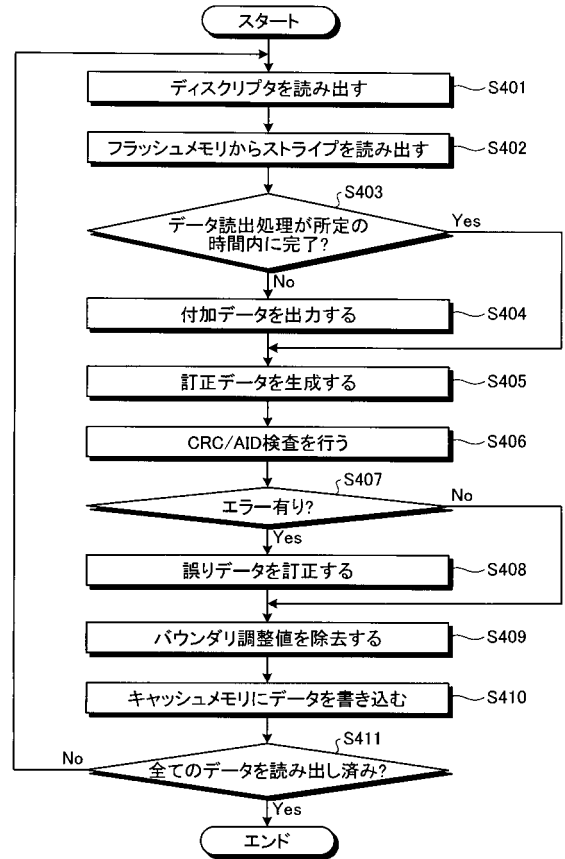 スタート
ディスクリプタを読み出す
S401
フラッシュメモリからストライプを読み出す
S402
S403
データ読出処理が所定の
時間内に完了?
Yes
No
付加データを出力する
S404
訂正データを生成する
S405
CRC/AID検査を行う
S406
S407
エラー有り?
No
Yes
誤りデータを訂正する
S408
バウンダリ調整値を除去する
S409
キャッシュメモリにデータを書き込む
S410
S411
全てのデータを読み出し済み?
No
Yes
エンド